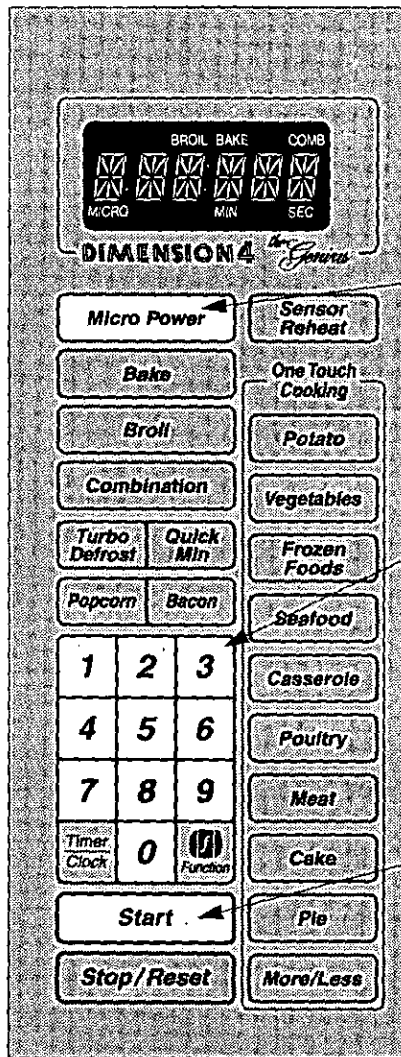 BROIL BAKE COMB
MICRO MIN SEC
DIMENSION 4 the Genius
Micro Power
Sensor
Reheat
Bake
Broil
Combination
Turbo
Defrost
Quick
Min
Popcorn
Bacon
1 2 3
4 5 6
7 8 9
Timer
Clock
0
Function
Start
Stop/Reset
One Touch
Cooking
Potato
Vegetables
Frozen
Foods
Seafood
Casserole
Poultry
Meat
Cake
Pie
More/Less